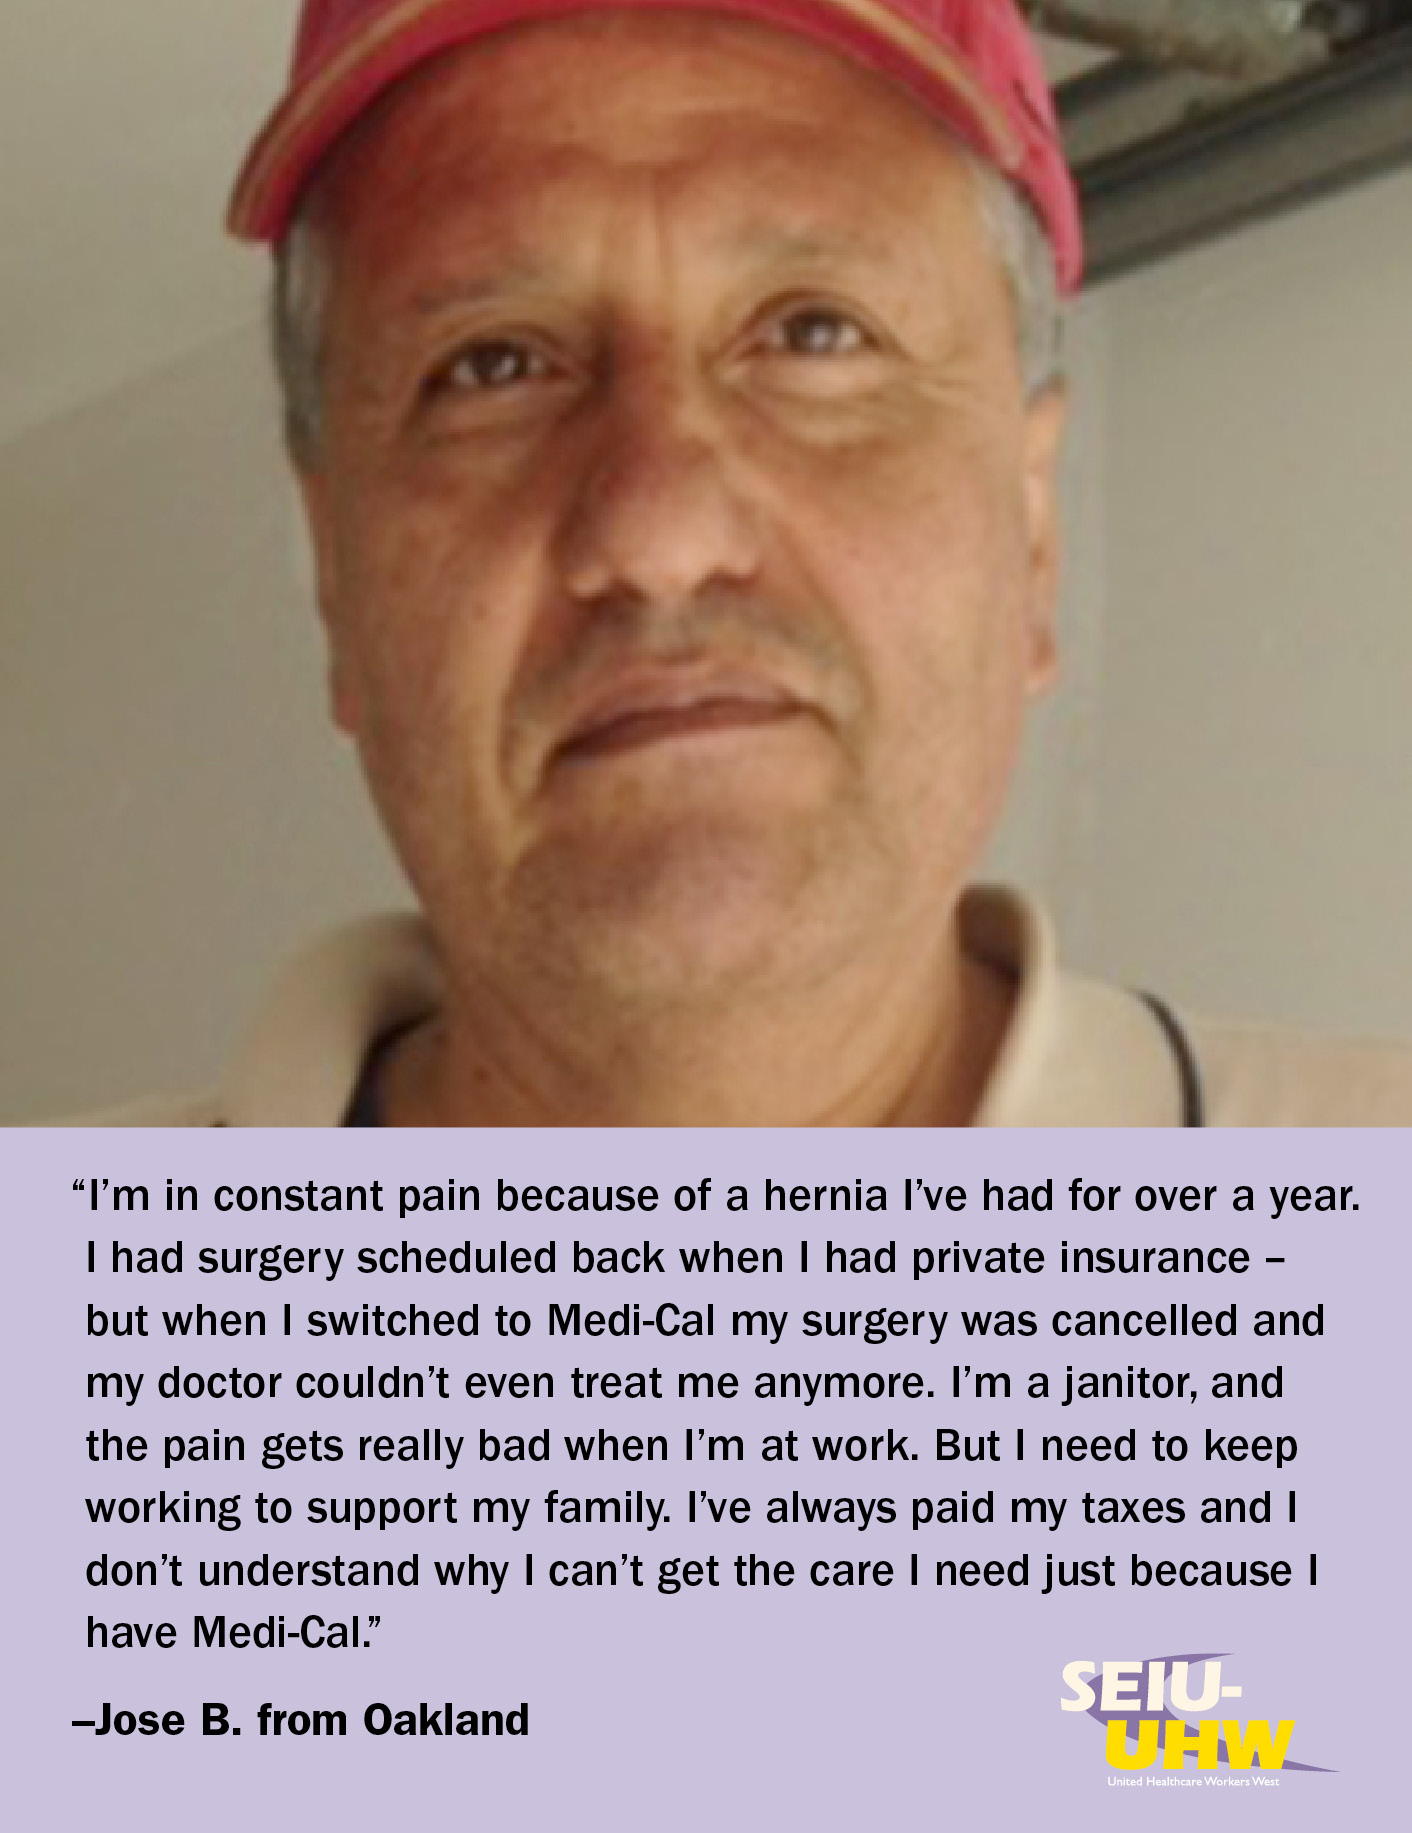 “I’m in constant pain because of a hernia I’ve had for over a year.
I had surgery scheduled back when I had private insurance –
but when I switched to Medi-Cal my surgery was cancelled and
my doctor couldn’t even treat me anymore. I’m a janitor, and
the pain gets really bad when I’m at work. But I need to keep
working to support my family. I’ve always paid my taxes and I
don’t understand why I can’t get the care I need just because I
have Medi-Cal.”
–Jose B. from Oakland
SEIU-
UHW
United Healthcare Workers West